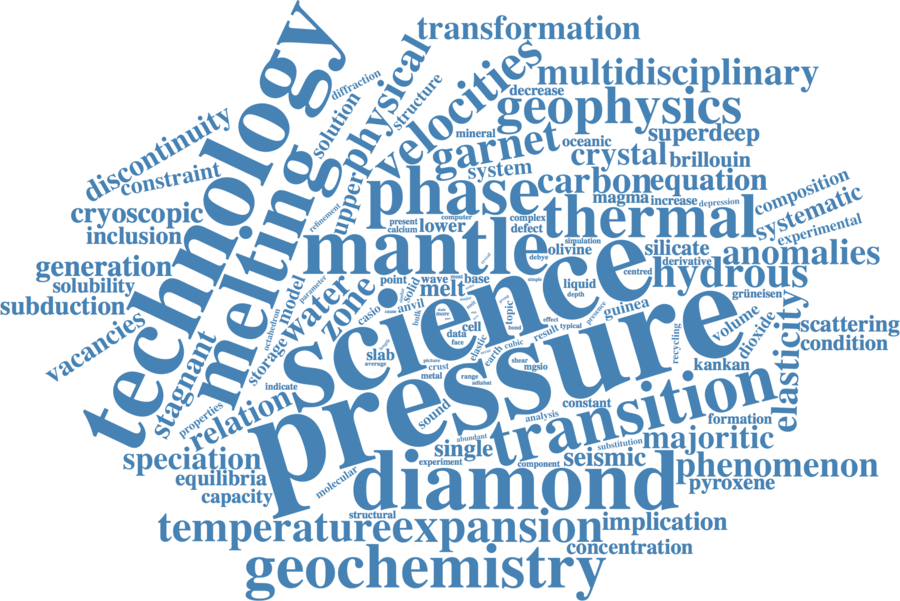 transformation
technology
diffraction
physical
structure
velocities
multidisciplinary
decrease
geophysics
discontinuity
solution
mineral
garnet
oceanic
superdeep
constraint
melting
upper
system
crystal
brillouin
phase
carbon
equation
composition
magma
increase
depression
systematic
cryoscopic
refinement
present
computer
calcium
lower
complex
defect
thermal
experimental
inclusion
mantle
simulation
olivine
debye
silicate
derivative
anomalies
generation
solubility
model
parameter
point
solid
wave
most
base
melt
simple
liquid
depth
centred
hydrous
grüneisen
subduction
water
zone
casio
anvil
bulk
more
topic
group
guinea
presence
science
pressure
vacancies
octahedron
storage
data
cell
face
bond
effect
result
typical
volume
dioxide
elasticity
scattering
condition
stagnant
slab
average
elastic
earth
cubic
recycling
kankan
picture
crust
metal
range
adiabat
shear
mgsio
indicate
properties
relation
sound
constant
analysis
transition
formation
speciation
abundant
single
substitution
majoritic
equilibria
experiment
component
seismic
phenomenon
capacity
molecular
diamond
pyroxene
structural
temperature
expansion
implication
concentration
geochemistry